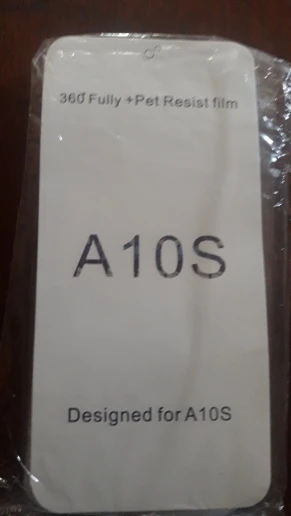 360° Fully +Pet Resist film
A10S
Designed for A10S